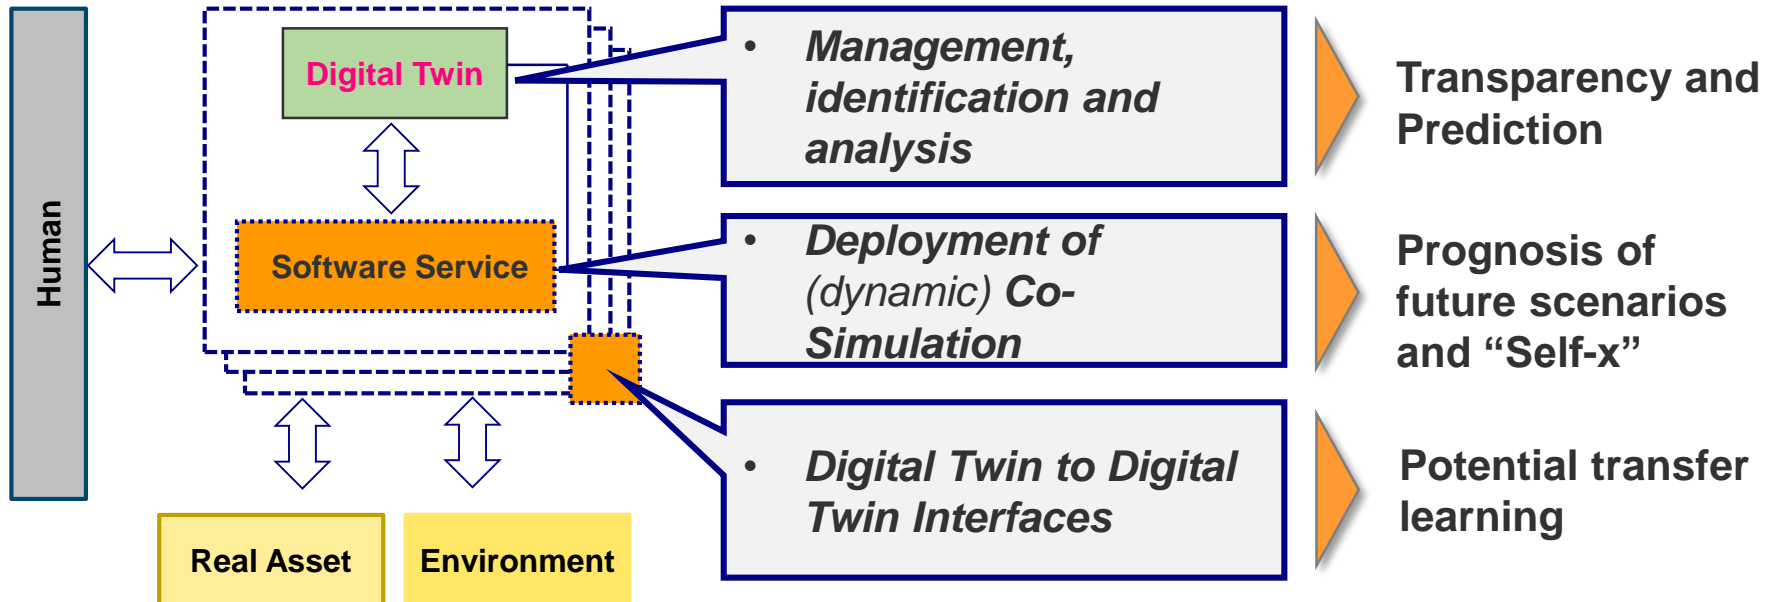 Human
Digital Twin
Software Service
Real Asset
Environment
• Management,
identification and
analysis
• Deployment of
(dynamic) Co-
Simulation
• Digital Twin to Digital
Twin Interfaces
Transparency and
Prediction
Prognosis of
future scenarios
and “Self-x”
Potential transfer
learning